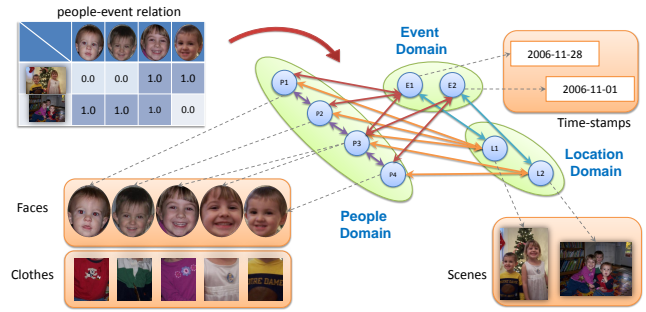 people-event relation
0.0 0.0 1.0 1.0
1.0 1.0 1.0 0.0
Event
Domain
E1 E2
2006-11-28
2006-11-01
Time-stamps
P1
P2
P3
P4
L1
L2
Location
Domain
People
Domain
Faces
Clothes
Scenes